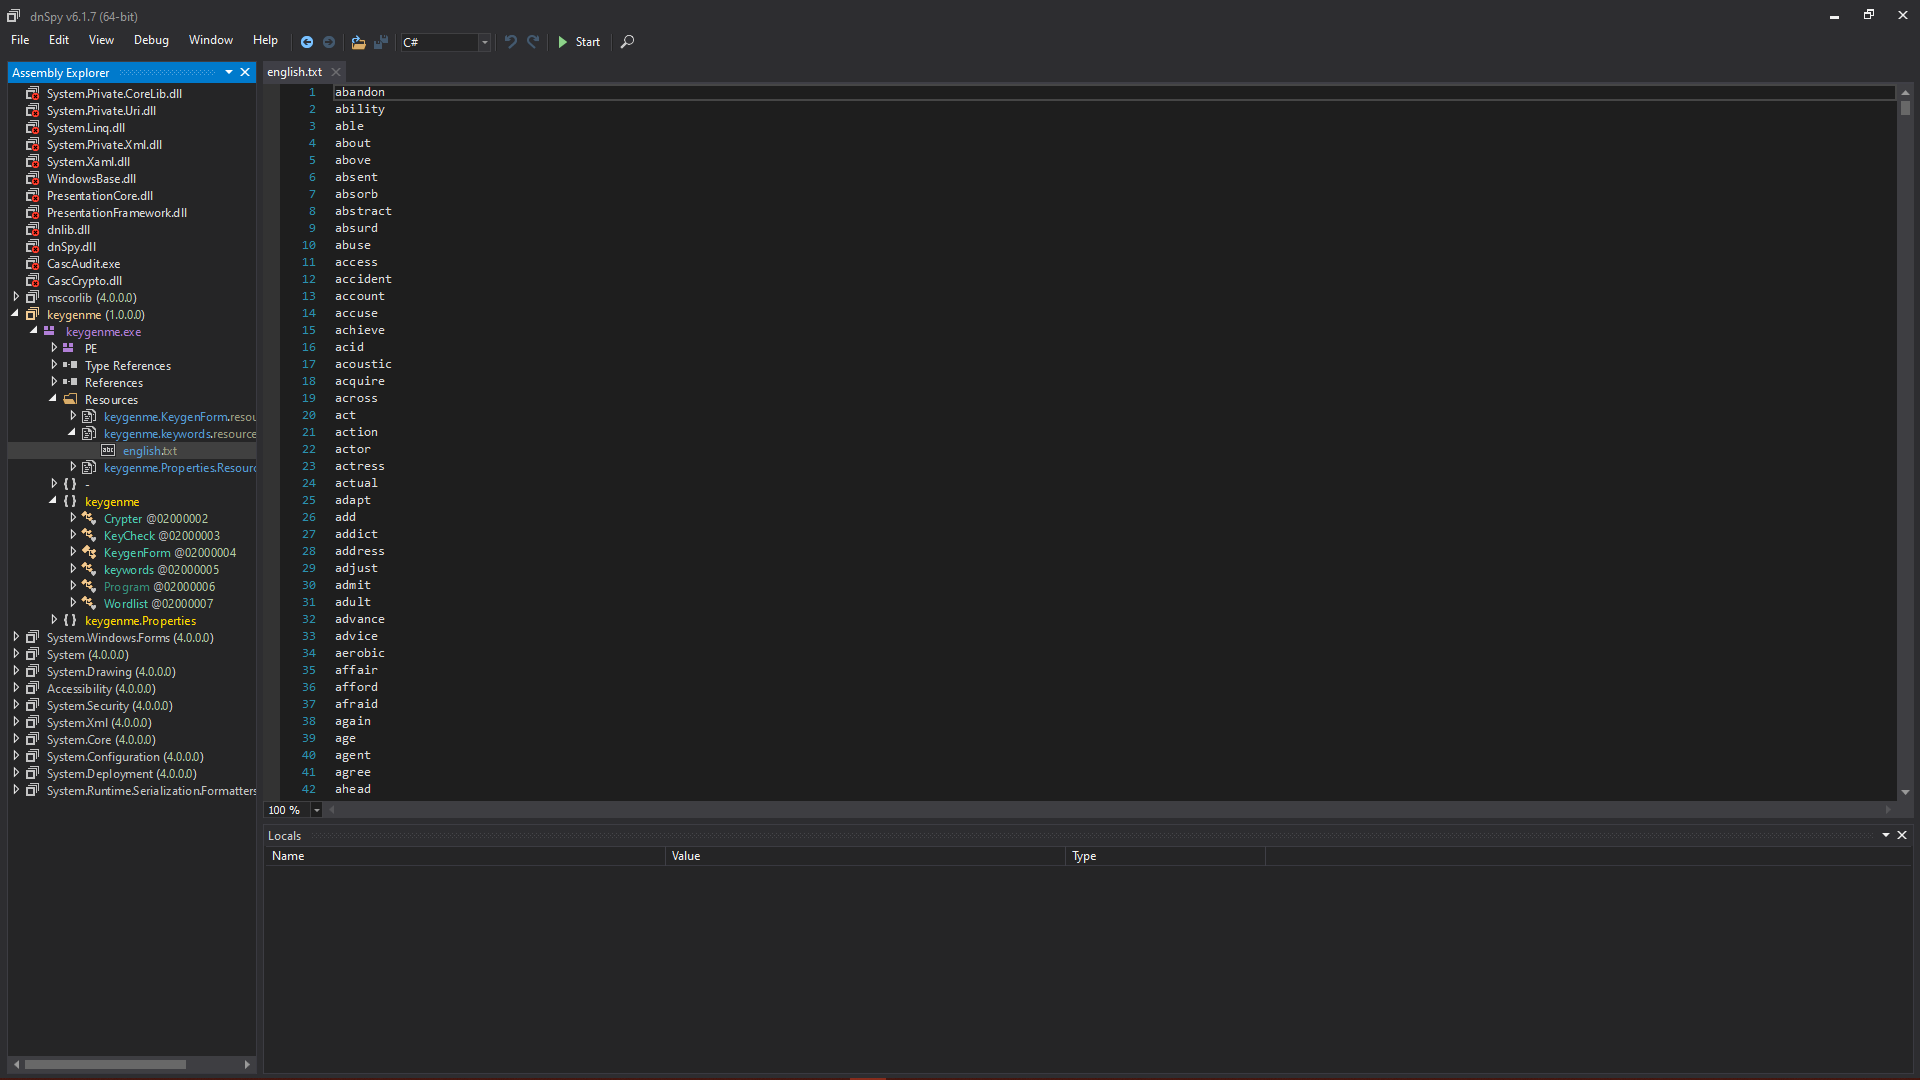 dnSpy v6.1.7 (64-bit)
File Edit View Debug Window Help C# Start
Assembly Explorer
System.Private.CoreLib.dll
System.Private.Uri.dll
System.Linq.dll
System.Private.Xml.dll
System.Xaml.dll
WindowsBase.dll
PresentationCore.dll
PresentationFramework.dll
dnlib.dll
dnSpy.dll
CascAudit.exe
CascCrypto.dll
mscorlib (4.0.0.0)
keygenme (1.0.0.0)
keygenme.exe
PE
Type References
References
Resources
keygenme.KeygenForm.resou
keygenme.keywords.resource
abc english.txt
keygenme.Properties.Resourc
{ } -
{ } keygenme
Crypter @02000002
KeyCheck @02000003
KeygenForm @02000004
keywords @02000005
Program @02000006
Wordlist @02000007
{ } keygenme.Properties
System.Windows.Forms (4.0.0.0)
System (4.0.0.0)
System.Drawing (4.0.0.0)
Accessibility (4.0.0.0)
System.Security (4.0.0.0)
System.Xml (4.0.0.0)
System.Core (4.0.0.0)
System.Configuration (4.0.0.0)
System.Deployment (4.0.0.0)
System.Runtime.Serialization.Formatters
english.txt
1 abandon
2 ability
3 able
4 about
5 above
6 absent
7 absorb
8 abstract
9 absurd
10 abuse
11 access
12 accident
13 account
14 accuse
15 achieve
16 acid
17 acoustic
18 acquire
19 across
20 act
21 action
22 actor
23 actress
24 actual
25 adapt
26 add
27 addict
28 address
29 adjust
30 admit
31 adult
32 advance
33 advice
34 aerobic
35 affair
36 afford
37 afraid
38 again
39 age
40 agent
41 agree
42 ahead
100 %
Locals
Name Value Type